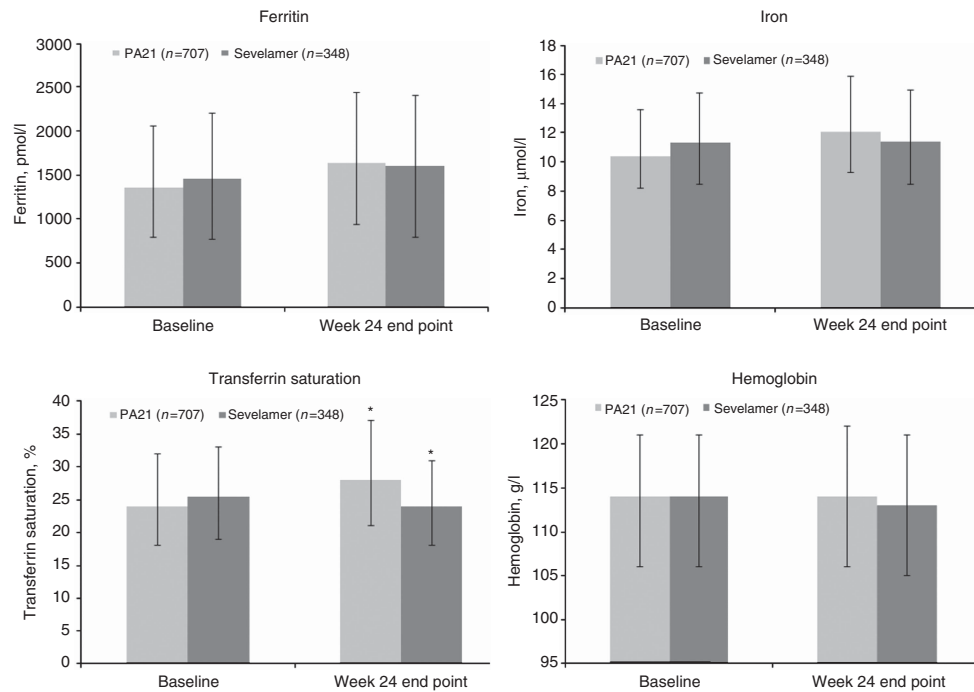 Ferritin
PA21 (n=707) Sevelamer (n=348)
Ferritin, pmol/l
3000
2500
2000
1500
1000
500
0
Baseline Week 24 end point
Iron
PA21 (n=707) Sevelamer (n=348)
Iron, μmol/l
18
16
14
12
10
8
6
4
2
0
Baseline Week 24 end point
Transferrin saturation
PA21 (n=707) Sevelamer (n=348)
Transferrin saturation, %
40
35
30
25
20
15
10
5
0
*
*
Baseline Week 24 end point
Hemoglobin
PA21 (n=707) Sevelamer (n=348)
Hemoglobin, g/l
125
120
115
110
105
100
95
Baseline Week 24 end point